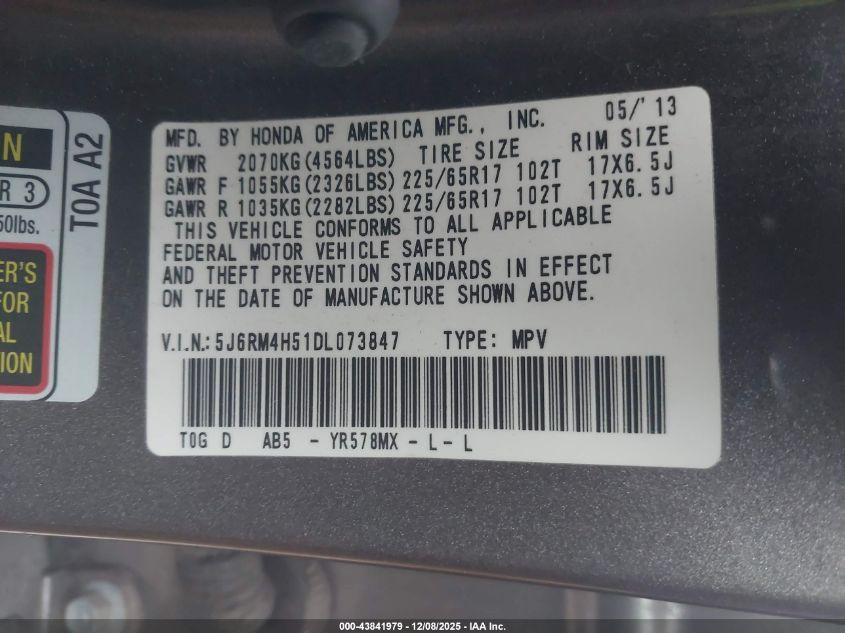 N
R 3
50lbs.
ER'S
FOR
AL
TION
T0A A2
MFD. BY HONDA OF AMERICA MFG., INC. 05/'13
GVWR 2070KG(4564LBS) TIRE SIZE RIM SIZE
GAWR F 1055KG(2326LBS) 225/65R17 102T 17X6.5J
GAWR R 1035KG(2282LBS) 225/65R17 102T 17X6.5J
THIS VEHICLE CONFORMS TO ALL APPLICABLE
FEDERAL MOTOR VEHICLE SAFETY
AND THEFT PREVENTION STANDARDS IN EFFECT
ON THE DATE OF MANUFACTURE SHOWN ABOVE.
V.I.N.: 5J6RM4H51DL073847 TYPE: MPV
T0G D AB5 - YR578MX - L - L
000-43841979 - 12/08/2025 - IAA Inc.